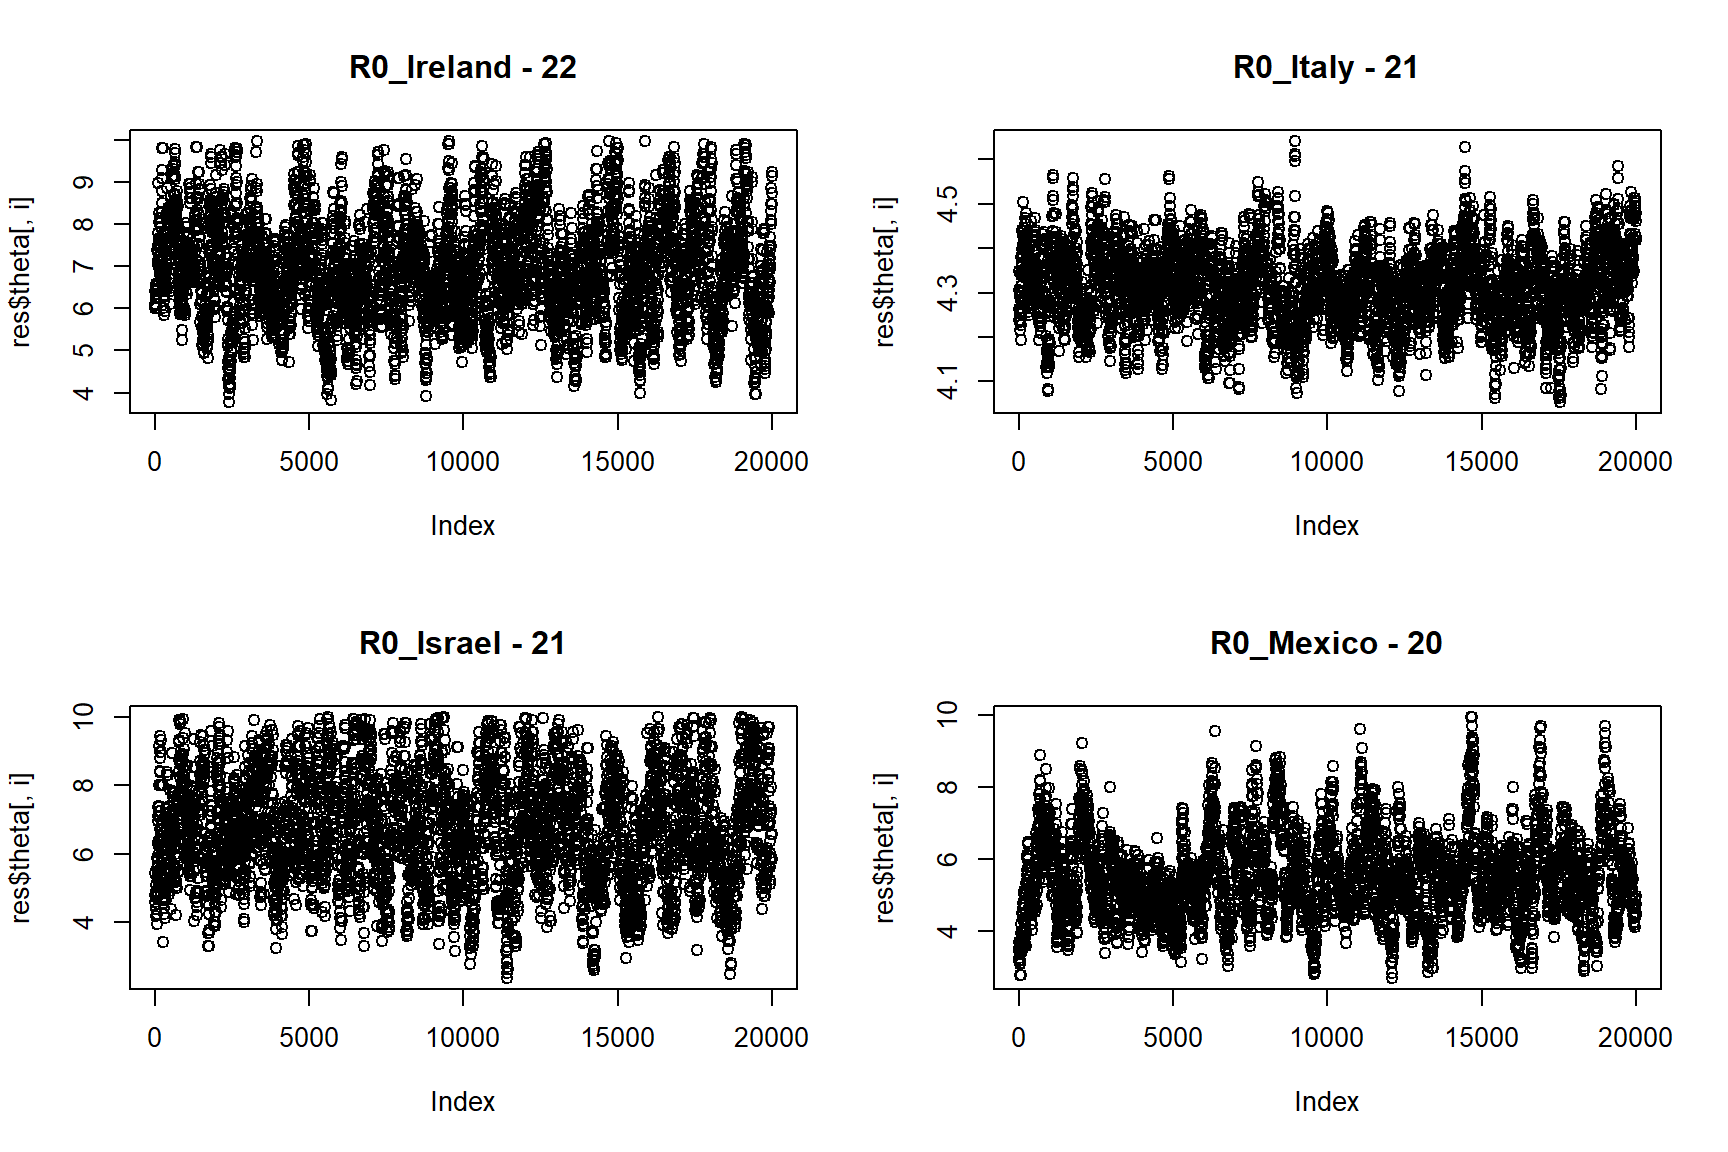 R0_Ireland - 22
res$theta[, i]
4 5 6 7 8 9
0 5000 10000 15000 20000
Index
R0_Italy - 21
res$theta[, i]
4.1 4.3 4.5
0 5000 10000 15000 20000
Index
R0_Israel - 21
res$theta[, i]
4 6 8 10
0 5000 10000 15000 20000
Index
R0_Mexico - 20
res$theta[, i]
4 6 8 10
0 5000 10000 15000 20000
Index